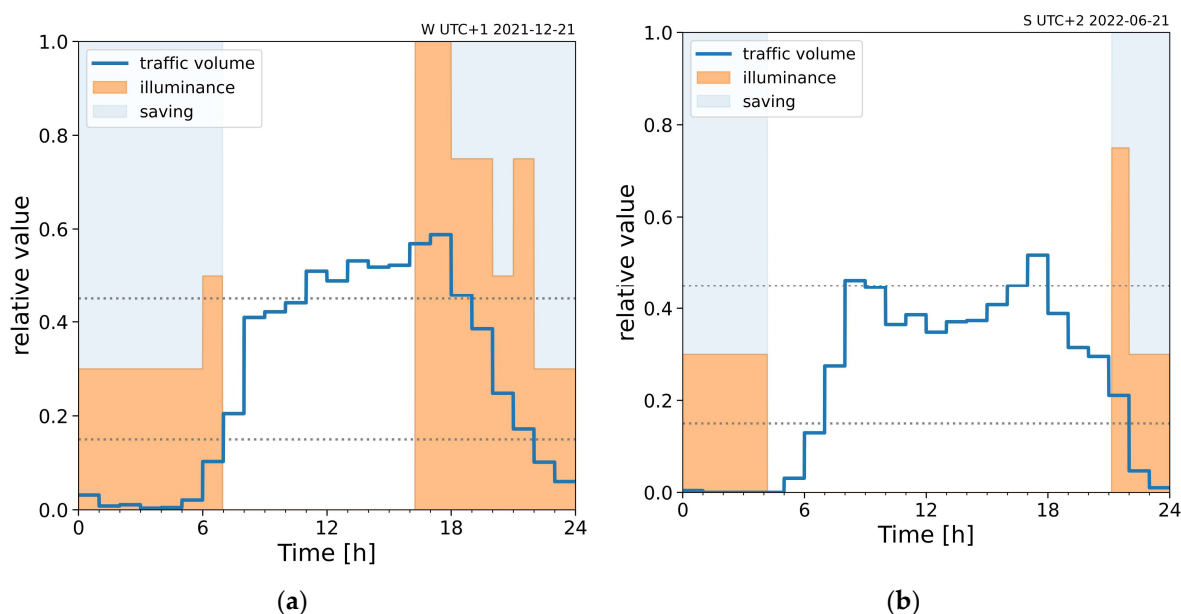 W UTC+1 2021-12-21
1.0
0.8
0.6
0.4
0.2
0.0
relative value
traffic volume
illuminance
saving
0
6
12
18
24
Time [h]
(a)
S UTC+2 2022-06-21
1.0
0.8
0.6
0.4
0.2
0.0
relative value
traffic volume
illuminance
saving
0
6
12
18
24
Time [h]
(b)